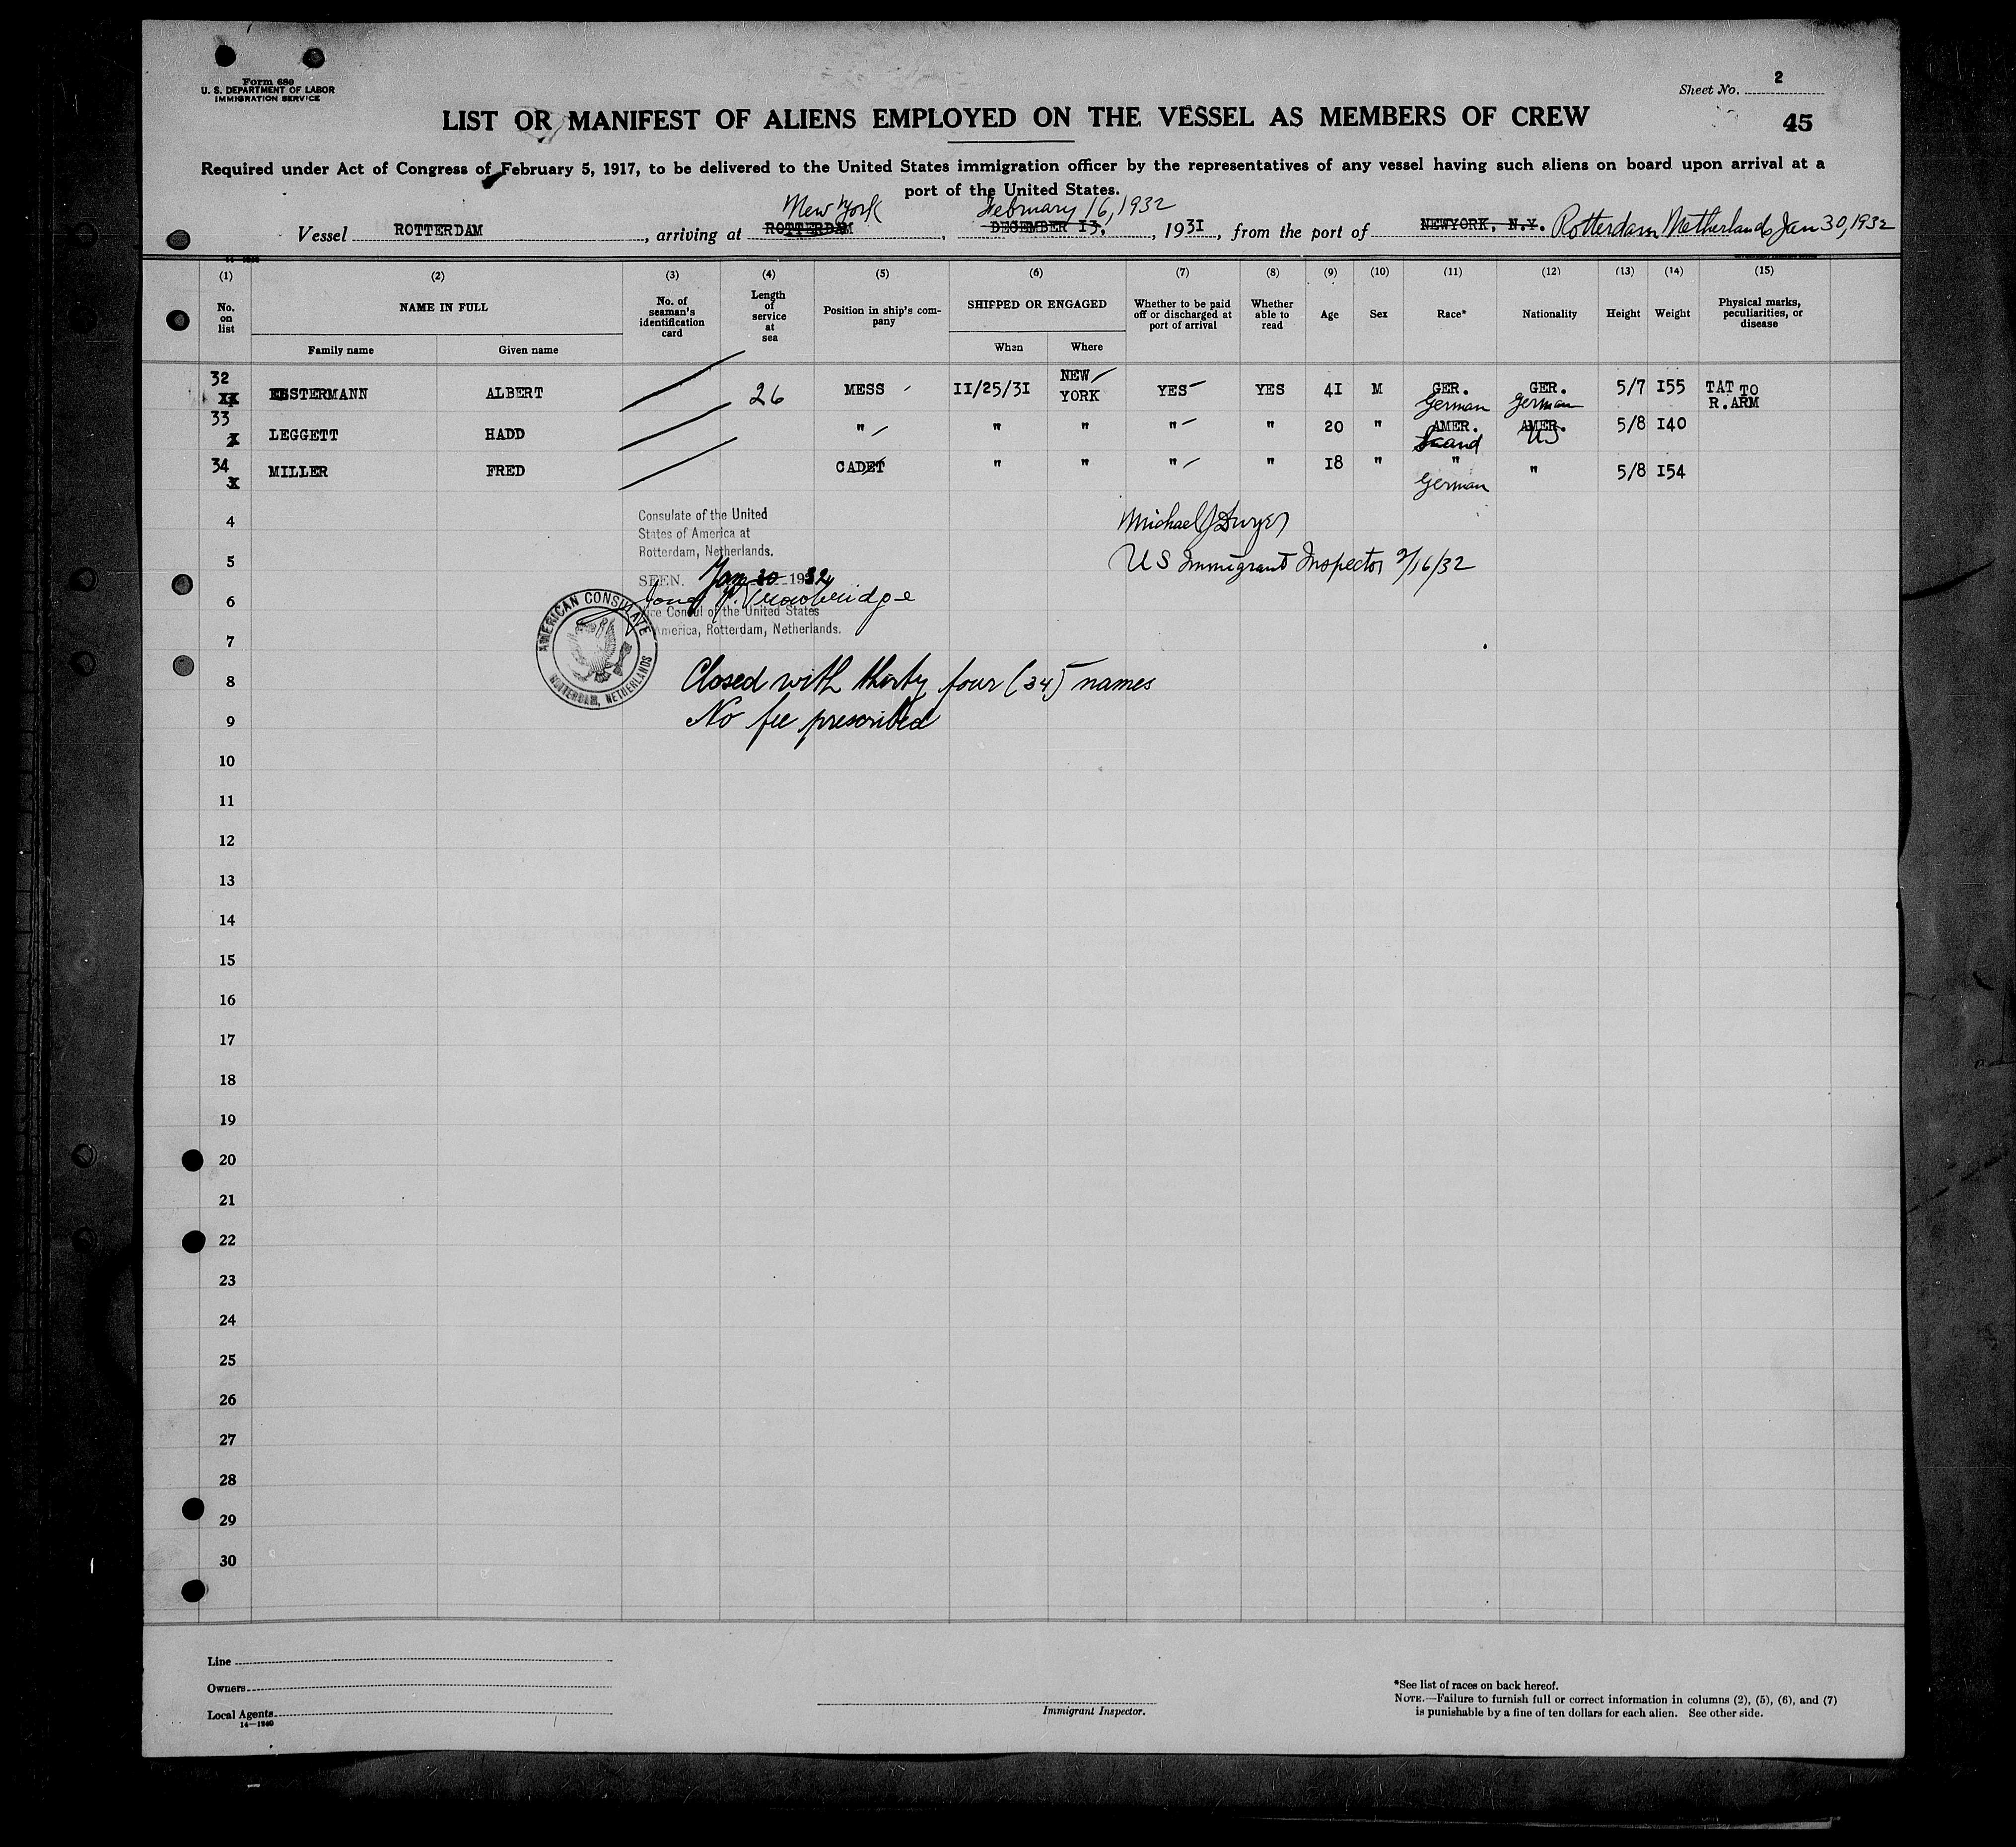 Form 680
U. S. DEPARTMENT OF LABOR
IMMIGRATION SERVICE
Sheet No. 2
LIST OR MANIFEST OF ALIENS EMPLOYED ON THE VESSEL AS MEMBERS OF CREW
45
Required under Act of Congress of February 5, 1917, to be delivered to the United States immigration officer by the representatives of any vessel having such aliens on board upon arrival at a
port of the United States.
New York February 16, 1932
Vessel ROTTERDAM, arriving at ROTTERDAM, DECEMBER 13, 1931, from the port of NEWYORK, N.Y. Rotterdam Netherlands Jan 30, 1932
(1) (2) (3) (4) (5) (6) (7) (8) (9) (10) (11) (12) (13) (14) (15)
No. on list NAME IN FULL No. of seaman's identification card Length of service at sea Position in ship's company SHIPPED OR ENGAGED Whether to be paid off or discharged at port of arrival Whether able to read Age Sex Race* Nationality Height Weight Physical marks, peculiarities, or disease
Family name Given name When Where
32 STERMANN ALBERT 26 MESS 11/25/31 NEW YORK YES YES 41 M GER. German GER. German 5/7 155 TAT TO R.ARM
33 LEGGETT HADD " " " " " 20 " AMER. Scand AMER. US 5/8 140
34 MILLER FRED CADET " " " " 18 " " German " 5/8 154
Consulate of the United
States of America at
Rotterdam, Netherlands.
SEEN. Jan 30 1932
Vice Consul of the United States
America, Rotterdam, Netherlands.
AMERICAN CONSULATE
ROTTERDAM, NETHERLANDS
Michael J Dwyer
US Immigrant Inspector 2/16/32
Closed with thirty four (34) names
No fee prescribed
4
5
6
7
8
9
10
11
12
13
14
15
16
17
18
19
20
21
22
23
24
25
26
27
28
29
30
Line
Owners
Local Agents
14—1240
Immigrant Inspector.
*See list of races on back hereof.
NOTE.—Failure to furnish full or correct information in columns (2), (5), (6), and (7)
is punishable by a fine of ten dollars for each alien. See other side.